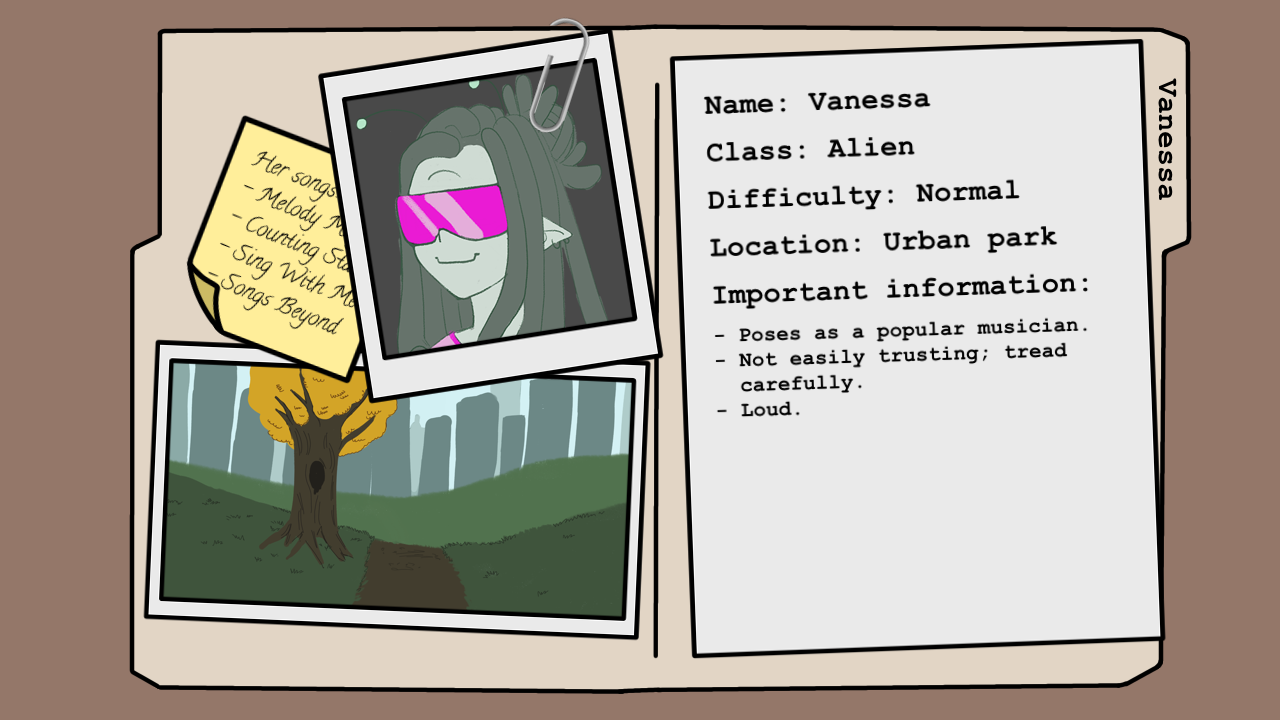 Her songs
- Melody
- Counting
- Sing With
- Songs Beyond
Name: Vanessa
Class: Alien
Difficulty: Normal
Location: Urban park
Important information:
- Poses as a popular musician.
- Not easily trusting; tread
carefully.
- Loud.
Vanessa